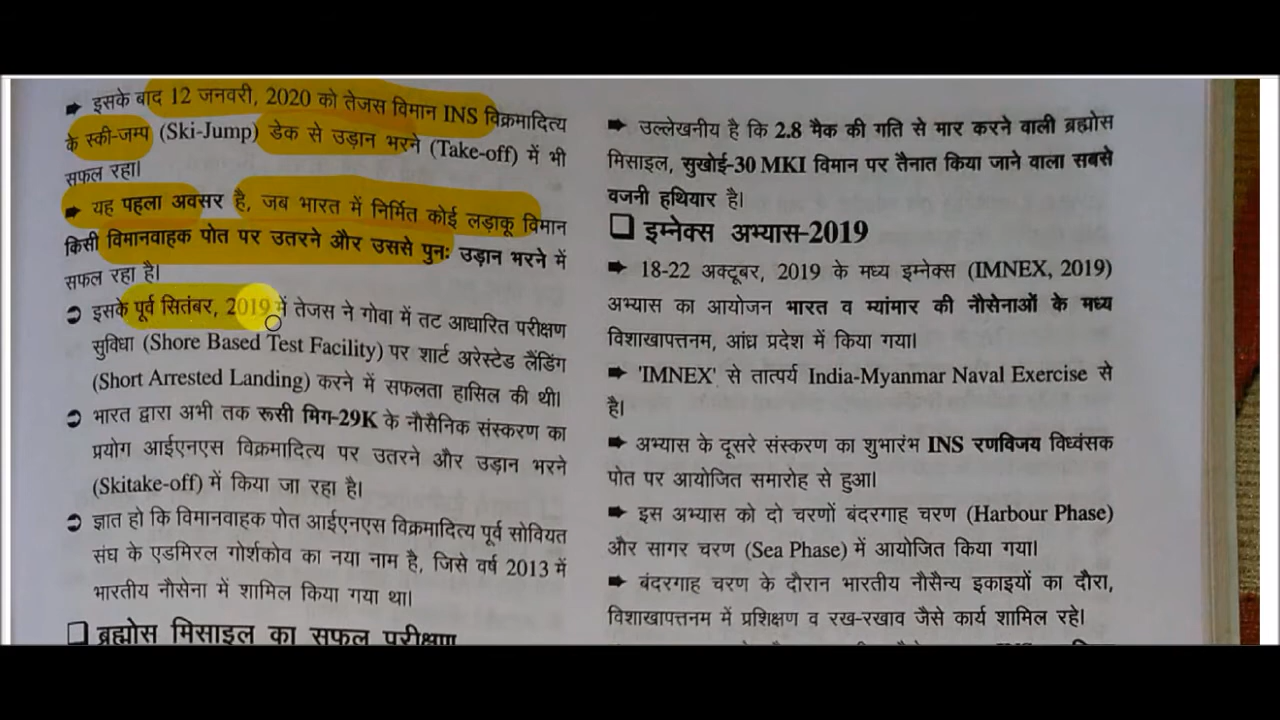 ➨ इसके बाद 12 जनवरी, 2020 को तेजस विमान INS विक्रमादित्य
के स्की-जम्प (Ski-Jump) डेक से उड़ान भरने (Take-off) में भी
सफल रहा।
➨ यह पहला अवसर है, जब भारत में निर्मित कोई लड़ाकू विमान
किसी विमानवाहक पोत पर उतरने और उससे पुनः उड़ान भरने में
सफल रहा है।
➲ इसके पूर्व सितंबर, 2019 में तेजस ने गोवा में तट आधारित परीक्षण
सुविधा (Shore Based Test Facility) पर शार्ट अरेस्टेड लैंडिंग
(Short Arrested Landing) करने में सफलता हासिल की थी।
➲ भारत द्वारा अभी तक रूसी मिग-29K के नौसैनिक संस्करण का
प्रयोग आईएनएस विक्रमादित्य पर उतरने और उड़ान भरने
(Skitake-off) में किया जा रहा है।
➲ ज्ञात हो कि विमानवाहक पोत आईएनएस विक्रमादित्य पूर्व सोवियत
संघ के एडमिरल गोर्शकोव का नया नाम है, जिसे वर्ष 2013 में
भारतीय नौसेना में शामिल किया गया था।
❑ ब्रह्मोस मिसाइल का सफल परीक्षण
➨ उल्लेखनीय है कि 2.8 मैक की गति से मार करने वाली ब्रह्मोस
मिसाइल, सुखोई-30 MKI विमान पर तैनात किया जाने वाला सबसे
वजनी हथियार है।
❑ इम्नेक्स अभ्यास-2019
➨ 18-22 अक्टूबर, 2019 के मध्य इम्नेक्स (IMNEX, 2019)
अभ्यास का आयोजन भारत व म्यांमार की नौसेनाओं के मध्य
विशाखापत्तनम, आंध्र प्रदेश में किया गया।
➨ 'IMNEX' से तात्पर्य India-Myanmar Naval Exercise से
है।
➨ अभ्यास के दूसरे संस्करण का शुभारंभ INS रणविजय विध्वंसक
पोत पर आयोजित समारोह से हुआ।
➨ इस अभ्यास को दो चरणों बंदरगाह चरण (Harbour Phase)
और सागर चरण (Sea Phase) में आयोजित किया गया।
➨ बंदरगाह चरण के दौरान भारतीय नौसैन्य इकाइयों का दौरा,
विशाखापत्तनम में प्रशिक्षण व रख-रखाव जैसे कार्य शामिल रहे।